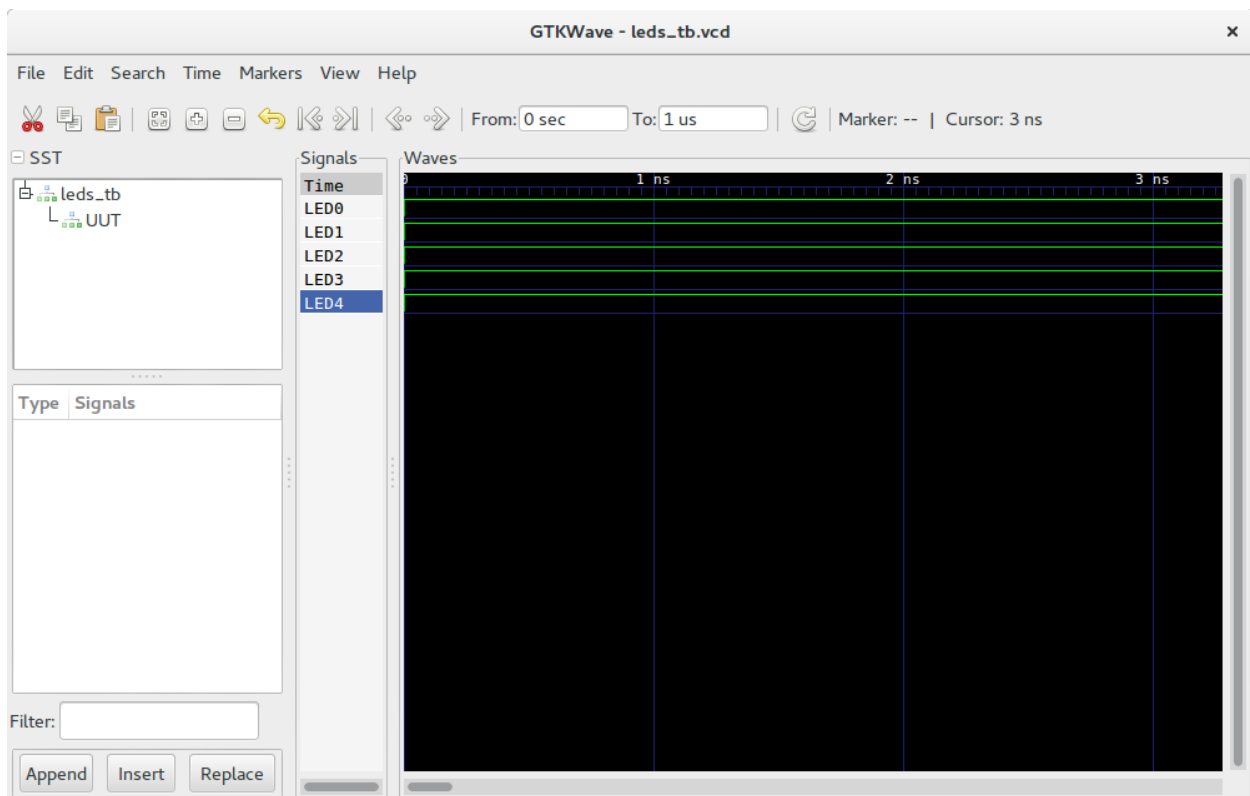 GTKWave - leds_tb.vcd
File Edit Search Time Markers View Help
From: 0 sec To: 1 us Marker: -- | Cursor: 3 ns
SST
leds_tb
UUT
Type Signals
Filter:
Append Insert Replace
Signals
Time
LED0
LED1
LED2
LED3
LED4
Waves
0 1 ns 2 ns 3 ns